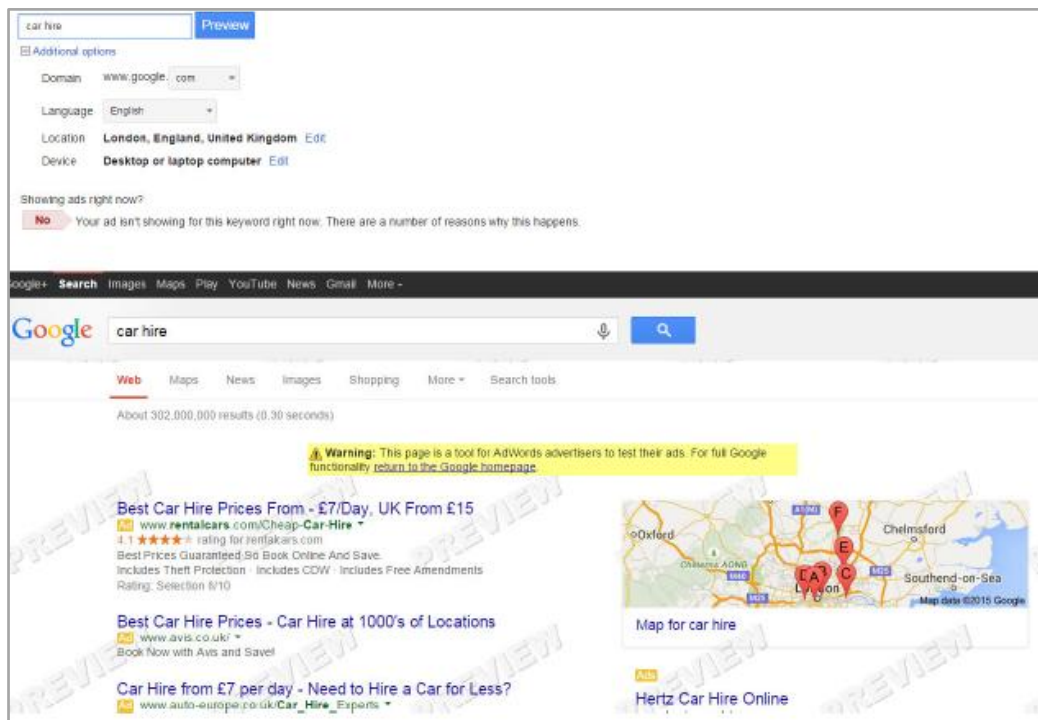 car hire Preview
Additional options
Domain www.google. com
Language English
Location London, England, United Kingdom Edit
Device Desktop or laptop computer Edit
Showing ads right now?
No Your ad isn't showing for this keyword right now. There are a number of reasons why this happens.
oogle+ Search Images Maps Play YouTube News Gmail More
Google car hire
Web Maps News Images Shopping More Search tools
About 302,000,000 results (0.30 seconds)
Warning: This page is a tool for AdWords advertisers to test their ads. For full Google
functionality return to the Google homepage.
Best Car Hire Prices From - £7/Day, UK From £15
Ad www.rentalcars.com/Cheap-Car-Hire
4.1 rating for rentalcars.com
Best Prices Guaranteed So Book Online And Save.
Includes Theft Protection · Includes CDW · Includes Free Amendments
Rating: Selection 8/10
Best Car Hire Prices - Car Hire at 1000's of Locations
Ad www.avis.co.uk/
Book Now with Avis and Save!
Car Hire from £7 per day - Need to Hire a Car for Less?
Ad www.auto-europe.co.uk/Car_Hire_Experts
Oxford
Chelmsford
F
E
C
A
M25
London
Southend-on-Sea
Map data ©2015 Google
Map for car hire
Ads
Hertz Car Hire Online
PREVIEW
PREVIEW
PREVIEW
PREVIEW
PREVIEW
PREVIEW
PREVIEW